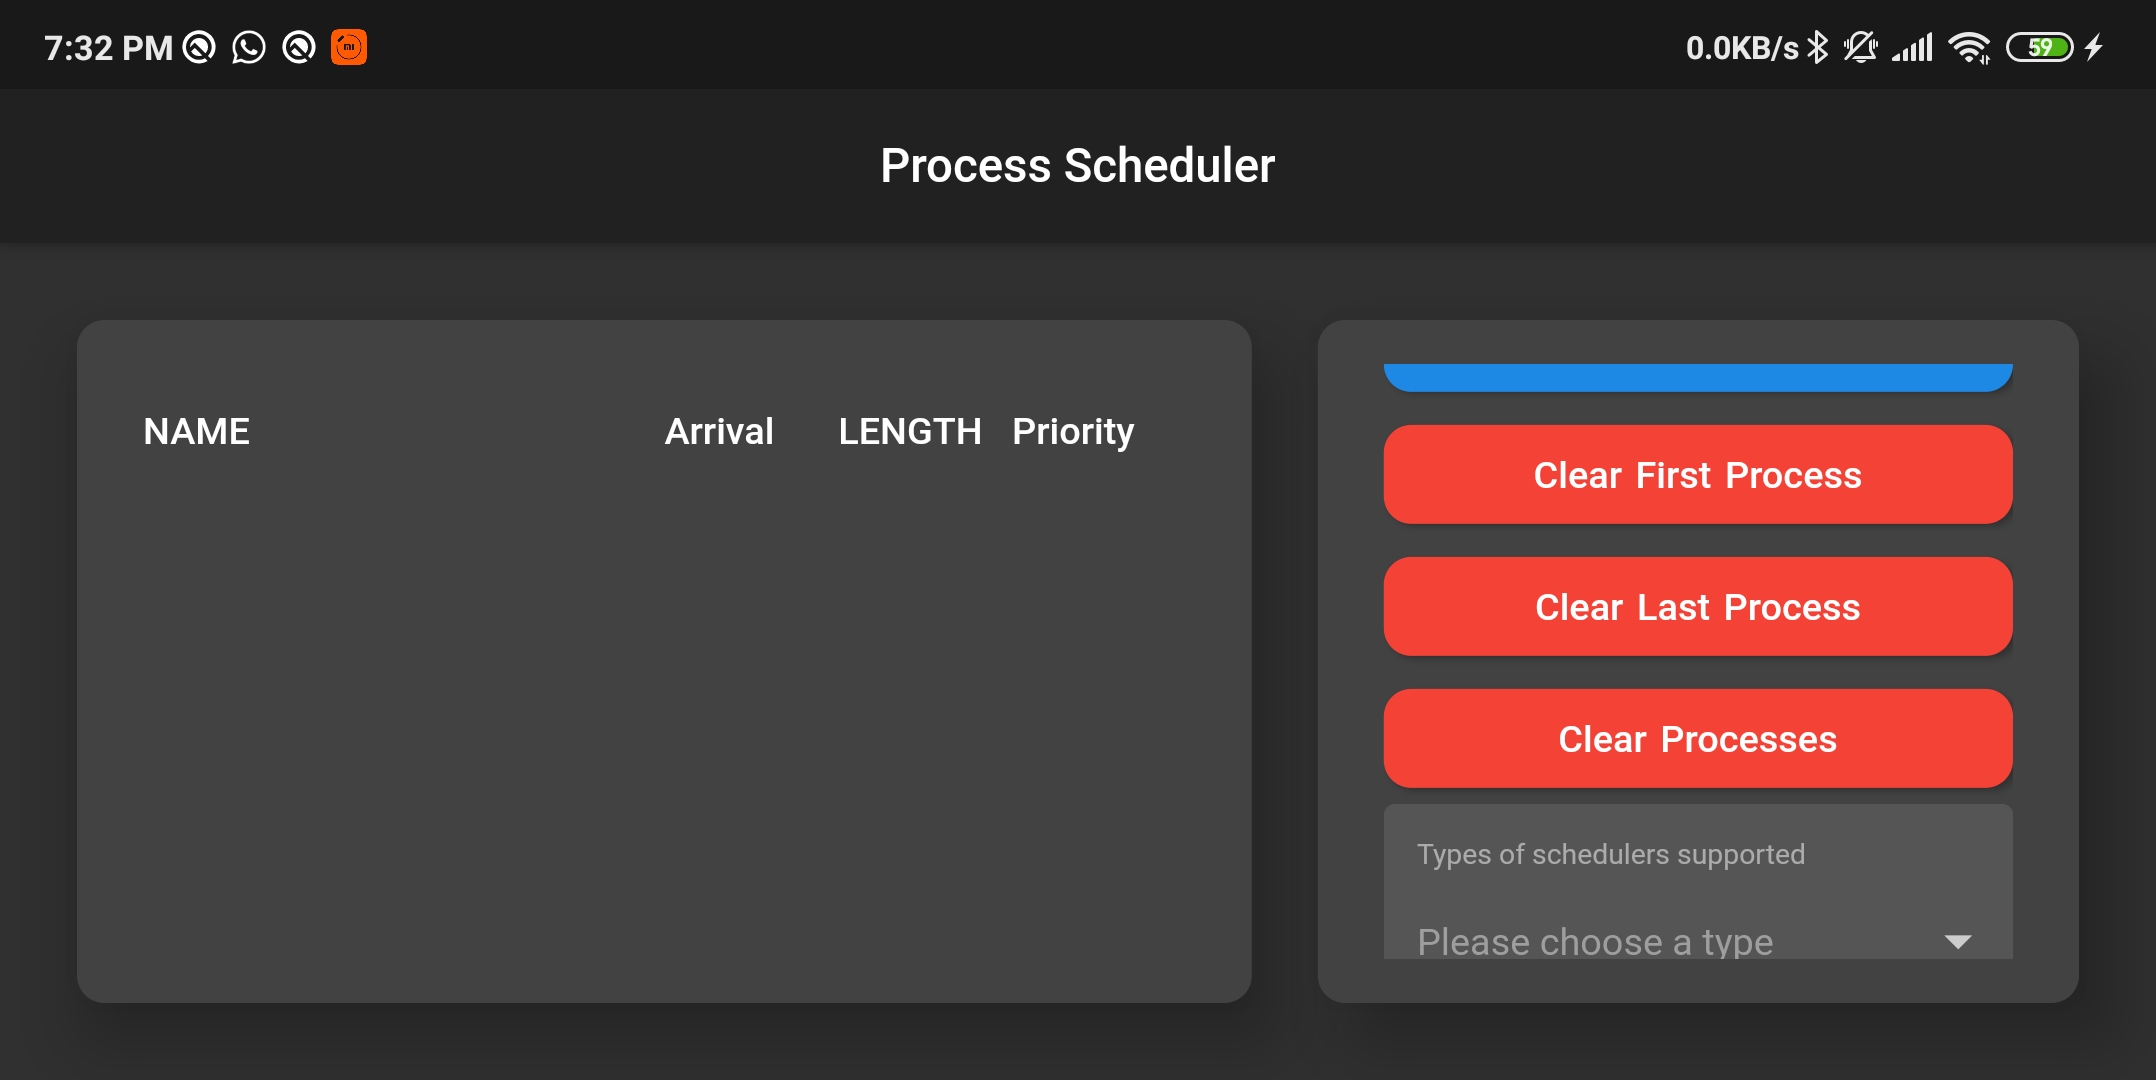 7:32 PM
0.0KB/s
59
Process Scheduler
NAME Arrival LENGTH Priority
Clear First Process
Clear Last Process
Clear Processes
Types of schedulers supported
Please choose a type